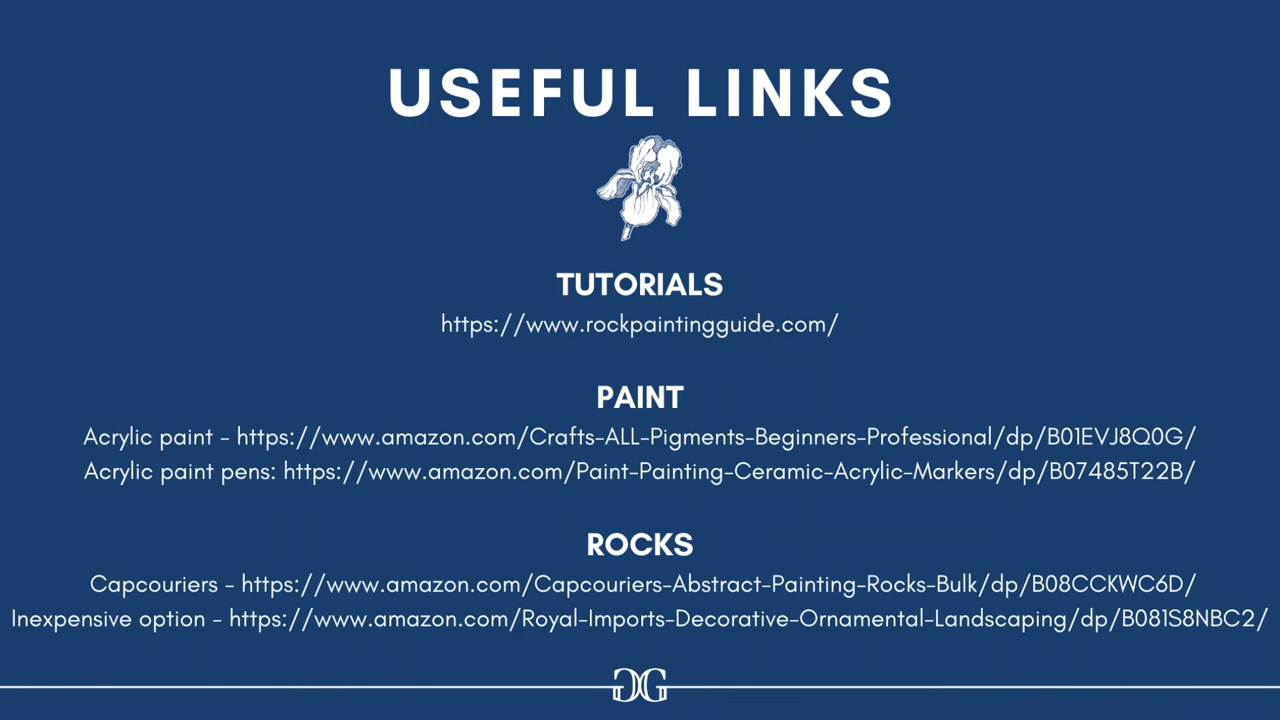 USEFUL LINKS
TUTORIALS
https://www.rockpaintingguide.com/
PAINT
Acrylic paint - https://www.amazon.com/Crafts-ALL-Pigments-Beginners-Professional/dp/B01EVJ8Q0G/
Acrylic paint pens: https://www.amazon.com/Paint-Painting-Ceramic-Acrylic-Markers/dp/B07485T22B/
ROCKS
Capcouriers - https://www.amazon.com/Capcouriers-Abstract-Painting-Rocks-Bulk/dp/B08CCKWC6D/
Inexpensive option - https://www.amazon.com/Royal-Imports-Decorative-Ornamental-Landscaping/dp/B081S8NBC2/
GG